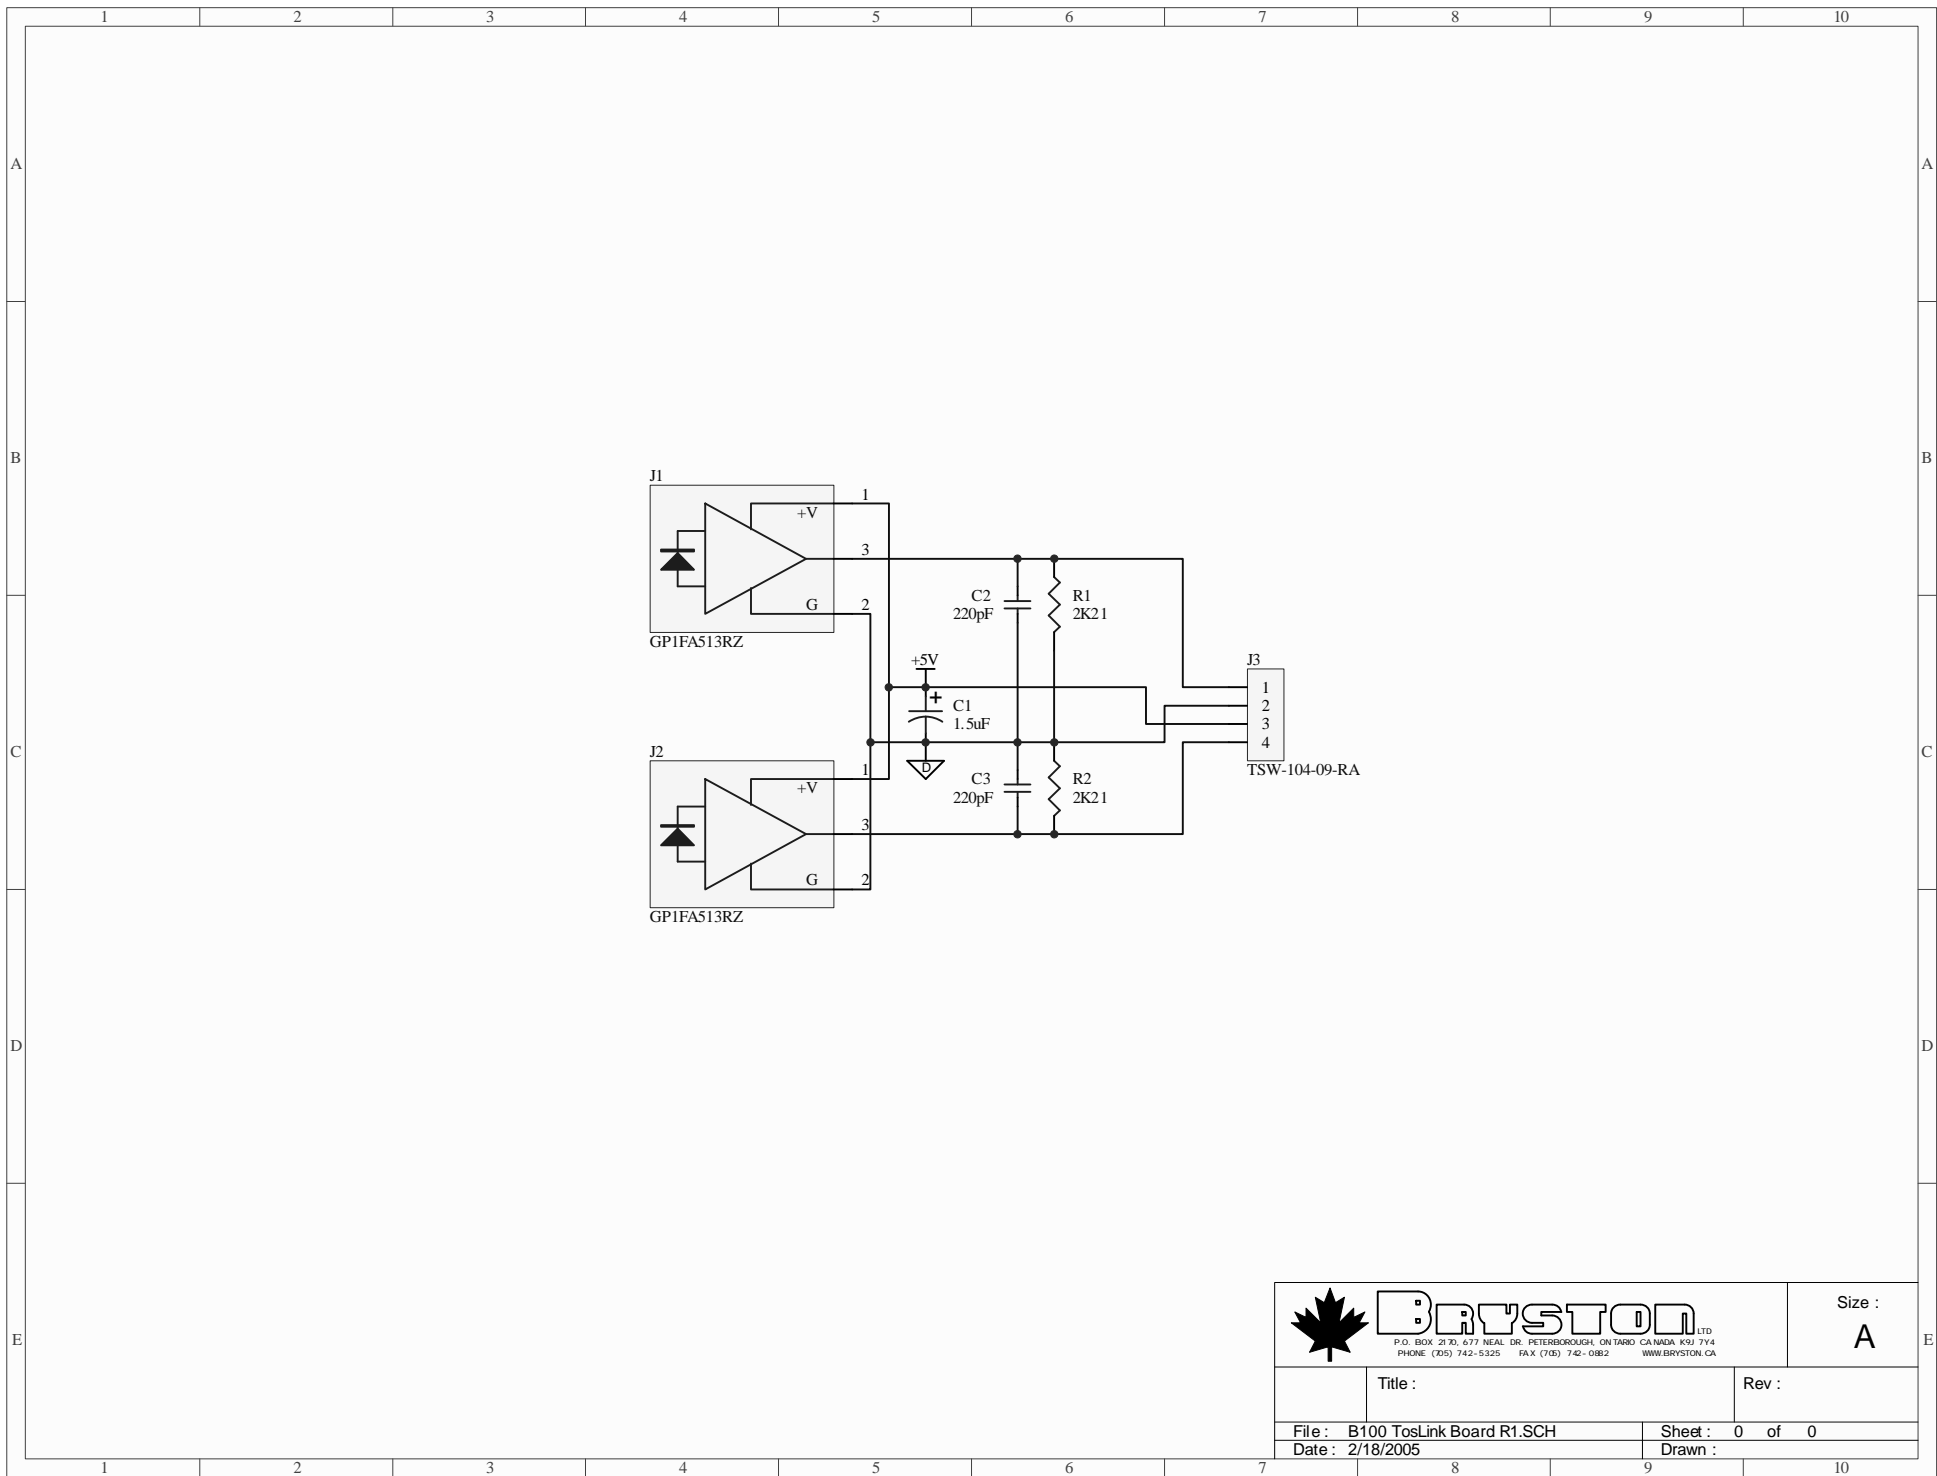 1 2 3 4 5 6 7 8 9 10
A A
B B
J1
1
+V
3
G 2
GP1FA513RZ
C2 R1
220pF 2K21
+5V J3
1
2
C1
1.5uF 3
4
TSW-104-09-RA
C C
J2
D
1
+V
C3 R2
220pF 2K21
3
G 2
GP1FA513RZ
D D
E E
BRYSTON LTD
P.O. BOX 2170, 677 NEAL DR. PETERBOROUGH, ONTARIO CANADA K9J 7Y4
PHONE (705) 742-5325 FAX (705) 742-0882 WWW.BRYSTON.CA
Size :
A
Title :
Rev :
File : B100 TosLink Board R1.SCH
Sheet : 0 of 0
Date : 2/18/2005
Drawn :
1 2 3 4 5 6 7 8 9 10